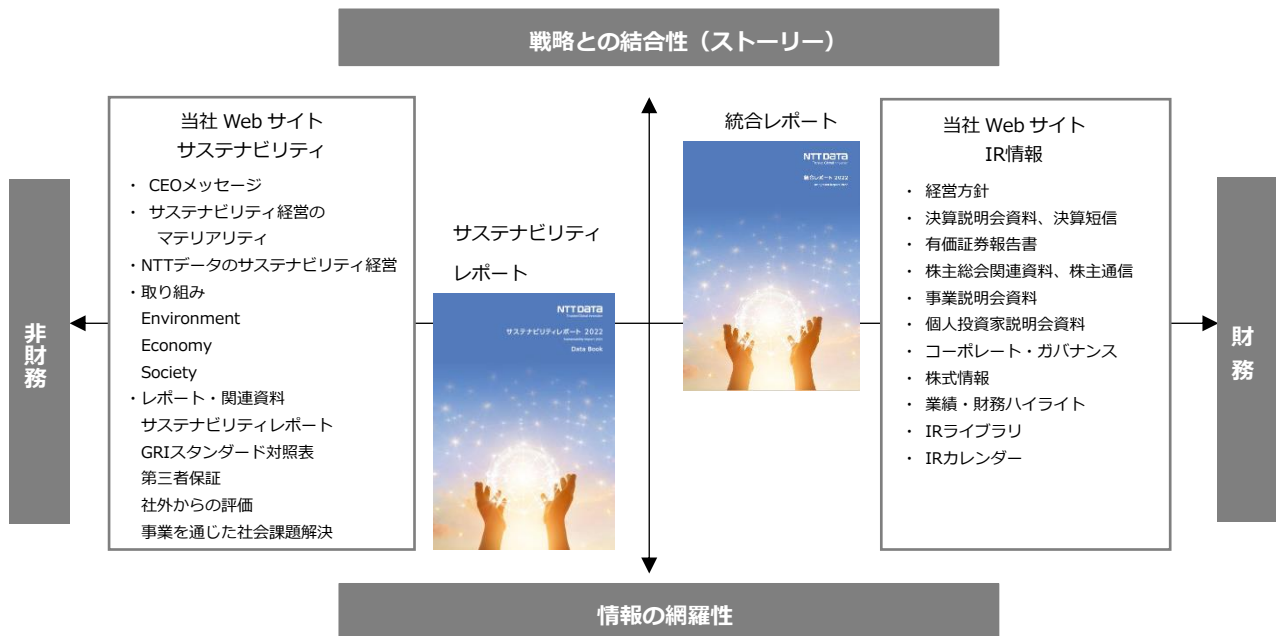 戦略との結合性（ストーリー）
当社 Web サイト
サステナビリティ
・ CEOメッセージ
・ サステナビリティ経営の
マテリアリティ
・NTTデータのサステナビリティ経営
・取り組み
Environment
Economy
Society
・レポート・関連資料
サステナビリティレポート
GRIスタンダード対照表
第三者保証
社外からの評価
事業を通じた社会課題解決
非財務
サステナビリティ
レポート
NTT DATA
Trusted Global Innovator
サステナビリティレポート 2022
Sustainability Report 2022
Data Book
統合レポート
NTT DATA
Trusted Global Innovator
統合レポート 2022
当社 Web サイト
IR情報
・ 経営方針
・ 決算説明会資料、決算短信
・ 有価証券報告書
・ 株主総会関連資料、株主通信
・ 事業説明会資料
・ 個人投資家説明会資料
・ コーポレート・ガバナンス
・ 株式情報
・ 業績・財務ハイライト
・ IRライブラリ
・ IRカレンダー
財務
情報の網羅性